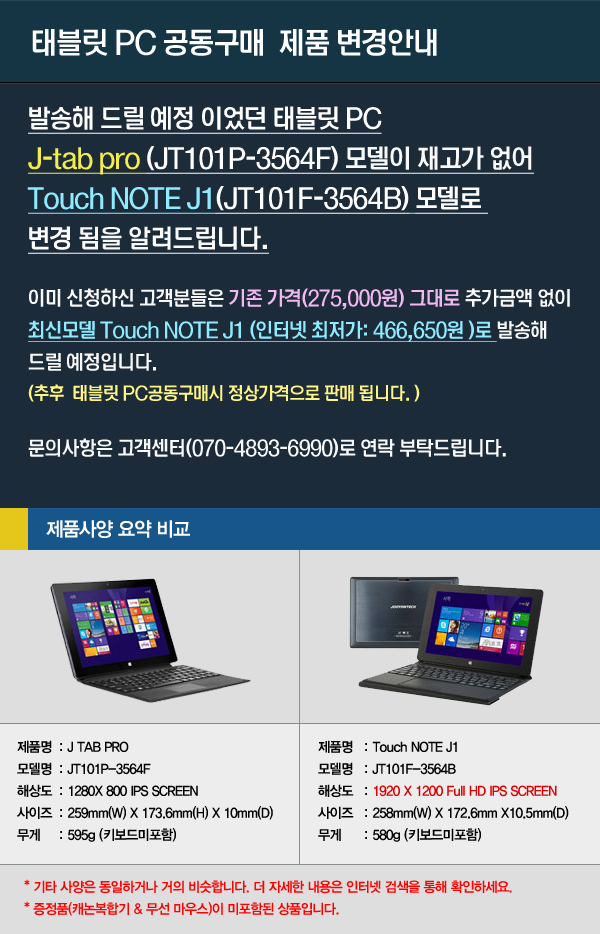 태블릿 PC 공동구매 제품 변경안내
발송해 드릴 예정 이었던 태블릿 PC
J-tab pro (JT101P-3564F) 모델이 재고가 없어
Touch NOTE J1(JT101F-3564B) 모델로
변경 됨을 알려드립니다.
이미 신청하신 고객분들은 기존 가격(275,000원) 그대로 추가금액 없이
최신모델 Touch NOTE J1 (인터넷 최저가: 466,650원 )로 발송해
드릴 예정입니다.
(추후 태블릿 PC공동구매시 정상가격으로 판매 됩니다. )
문의사항은 고객센터(070-4893-6990)로 연락 부탁드립니다.
제품사양 요약 비교
JOOYONTECH
제품명 : J TAB PRO
모델명 : JT101P-3564F
해상도 : 1280X 800 IPS SCREEN
사이즈 : 259mm(W) X 173.6mm(H) X 10mm(D)
무게 : 595g (키보드미포함)
제품명 : Touch NOTE J1
모델명 : JT101F-3564B
해상도 : 1920 X 1200 Full HD IPS SCREEN
사이즈 : 258mm(W) X 172.6mm X10.5mm(D)
무게 : 580g (키보드미포함)
* 기타 사양은 동일하거나 거의 비슷합니다. 더 자세한 내용은 인터넷 검색을 통해 확인하세요.
* 증정품(캐논복합기 & 무선 마우스)이 미포함된 상품입니다.